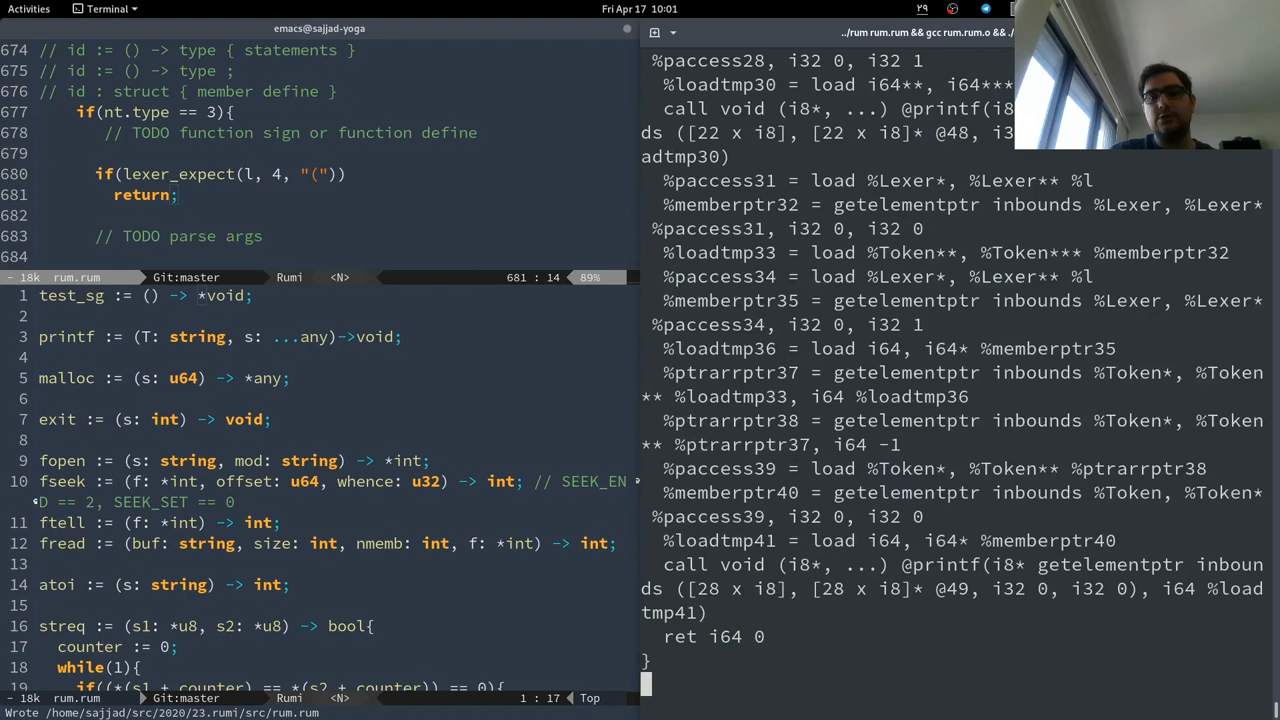 Activities
Terminal
Fri Apr 17 10:01
۲۹
emacs@sajjad-yoga
674 // id := () -> type { statements }
675 // id := () -> type ;
676 // id : struct { member define }
677 if(nt.type == 3){
678 // TODO function sign or function define
679
680 if(lexer_expect(l, 4, "("))
681 return;
682
683 // TODO parse args
684
- 18k rum.rum Git:master Rumi <N> 681 : 14 89%
1 test_sg := () -> *void;
2
3 printf := (T: string, s: ...any)->void;
4
5 malloc := (s: u64) -> *any;
6
7 exit := (s: int) -> void;
8
9 fopen := (s: string, mod: string) -> *int;
10 fseek := (f: *int, offset: u64, whence: u32) -> int; // SEEK_EN
D == 2, SEEK_SET == 0
11 ftell := (f: *int) -> int;
12 fread := (buf: string, size: int, nmemb: int, f: *int) -> int;
13
14 atoi := (s: string) -> int;
15
16 streq := (s1: *u8, s2: *u8) -> bool{
17 counter := 0;
18 while(1){
19 if((*(s1 + counter) == *(s2 + counter)) == 0){
- 18k rum.rum Git:master Rumi <N> 1 : 17 Top
Wrote /home/sajjad/src/2020/23.rumi/src/rum.rum
../rum rum.rum && gcc rum.rum.o && ./
%paccess28, i32 0, i32 1
%loadtmp30 = load i64**, i64***
call void (i8*, ...) @printf(i8*
ds ([22 x i8], [22 x i8]* @48, i32
adtmp30)
%paccess31 = load %Lexer*, %Lexer** %l
%memberptr32 = getelementptr inbounds %Lexer, %Lexer*
%paccess31, i32 0, i32 0
%loadtmp33 = load %Token**, %Token*** %memberptr32
%paccess34 = load %Lexer*, %Lexer** %l
%memberptr35 = getelementptr inbounds %Lexer, %Lexer*
%paccess34, i32 0, i32 1
%loadtmp36 = load i64, i64* %memberptr35
%ptrarrptr37 = getelementptr inbounds %Token*, %Token
** %loadtmp33, i64 %loadtmp36
%ptrarrptr38 = getelementptr inbounds %Token*, %Token
** %ptrarrptr37, i64 -1
%paccess39 = load %Token*, %Token** %ptrarrptr38
%memberptr40 = getelementptr inbounds %Token, %Token*
%paccess39, i32 0, i32 0
%loadtmp41 = load i64, i64* %memberptr40
call void (i8*, ...) @printf(i8* getelementptr inboun
ds ([28 x i8], [28 x i8]* @49, i32 0, i32 0), i64 %load
tmp41)
ret i64 0
}